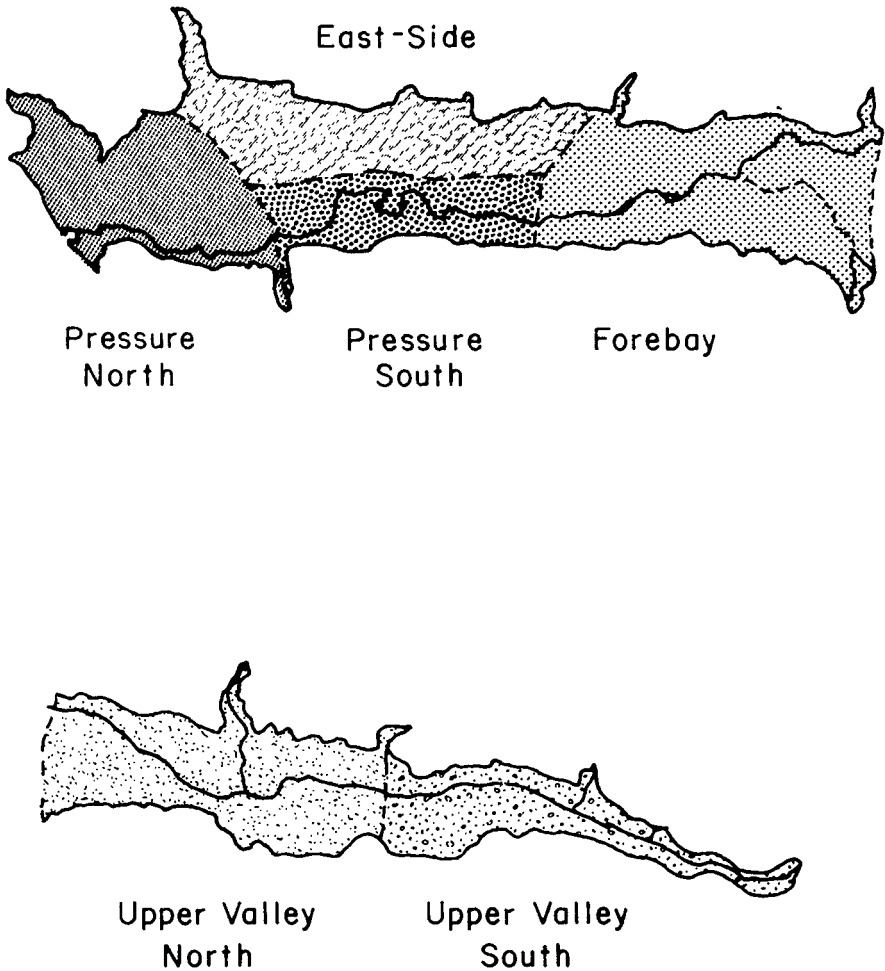 East-Side
Pressure
North
Pressure
South
Forebay
Upper Valley
North
Upper Valley
South